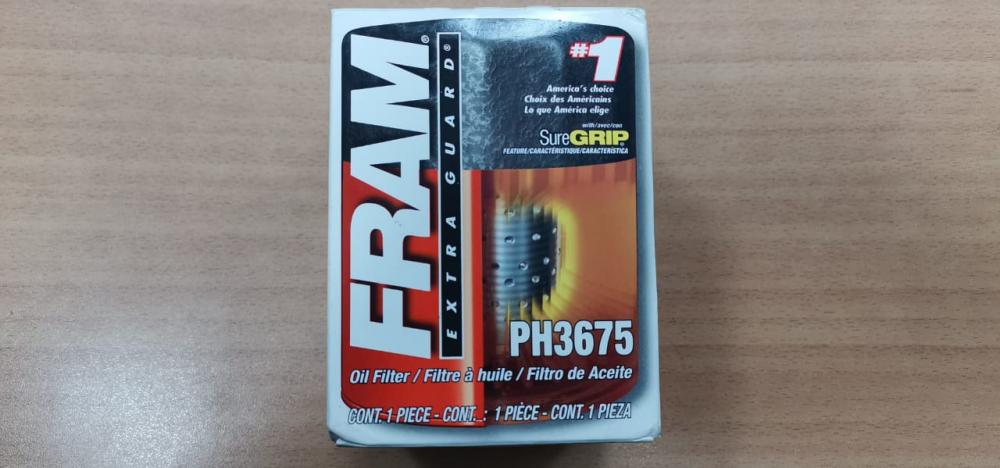 FRAM®
EXTRA GUARD®
#1
America's choice
Choix des Américains
Lo que América elige
with/avec/con
SureGRIP®
FEATURE/CARACTÉRISTIQUE/CARACTERÍSTICA
PH3675
Oil Filter / Filtre à huile / Filtro de Aceite
CONT. 1 PIECE - CONT. : 1 PIÈCE - CONT. 1 PIEZA